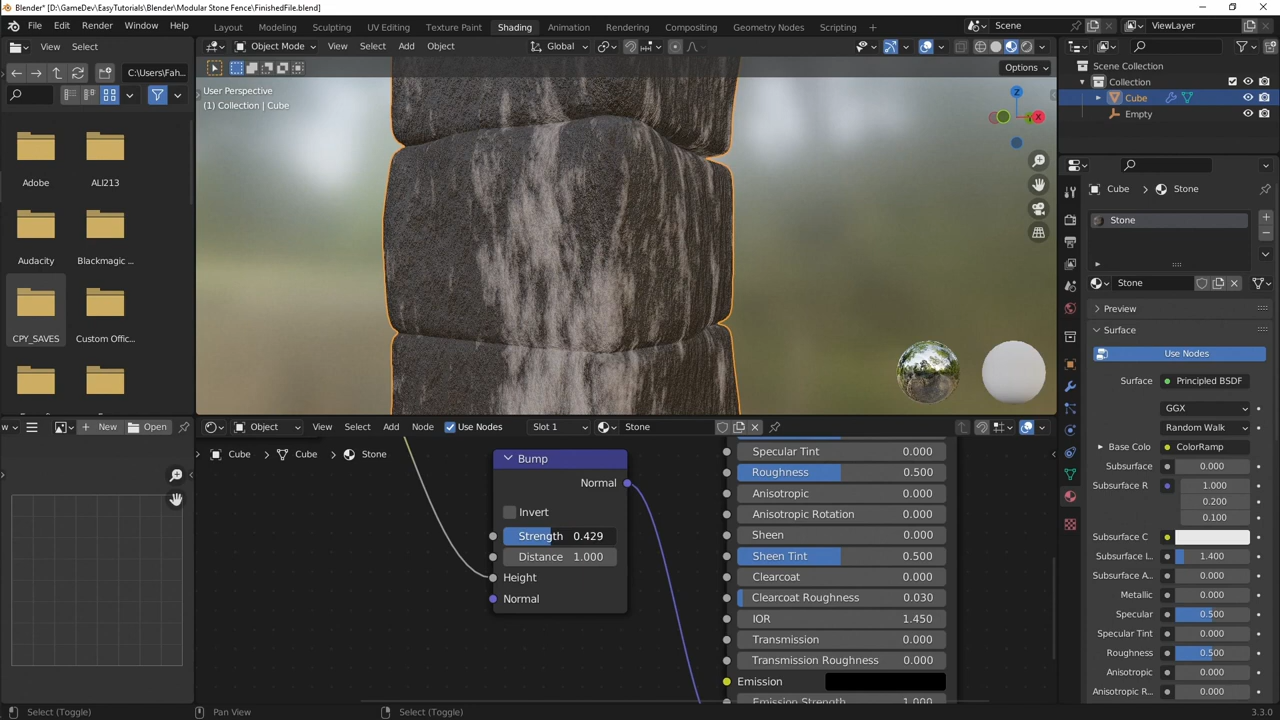 Blender* [D:\GameDev\EasyTutorials\Blender\Modular Stone Fence\FinishedFile.blend]
File Edit Render Window Help Layout Modeling Sculpting UV Editing Texture Paint Shading Animation Rendering Compositing Geometry Nodes Scripting Scene ViewLayer
View Select Object Mode View Select Add Object Global
C:\Users\Fah... Options
Scene Collection
Collection
Cube
Empty
User Perspective
(1) Collection | Cube
Z
X
Adobe ALI213
Audacity Blackmagic ...
CPY_SAVES Custom Offic...
Cube > Stone
Stone
Stone
Preview
Surface
Use Nodes
Surface Principled BSDF
GGX
Random Walk
Base Colo ColorRamp
Subsurface 0.000
Subsurface R 1.000
0.200
0.100
Subsurface C
Subsurface I... 1.400
Subsurface A... 0.000
Metallic 0.000
Specular 0.500
Specular Tint 0.000
Roughness 0.500
Anisotropic 0.000
Anisotropic R... 0.000
New Open Object View Select Add Node Use Nodes Slot 1 Stone
Cube > Cube > Stone
Bump
Normal
Invert
Strength 0.429
Distance 1.000
Height
Normal
Specular Tint 0.000
Roughness 0.500
Anisotropic 0.000
Anisotropic Rotation 0.000
Sheen 0.000
Sheen Tint 0.500
Clearcoat 0.000
Clearcoat Roughness 0.030
IOR 1.450
Transmission 0.000
Transmission Roughness 0.000
Emission
Emission Strength 1.000
Select (Toggle) Pan View Select (Toggle) 3.3.0